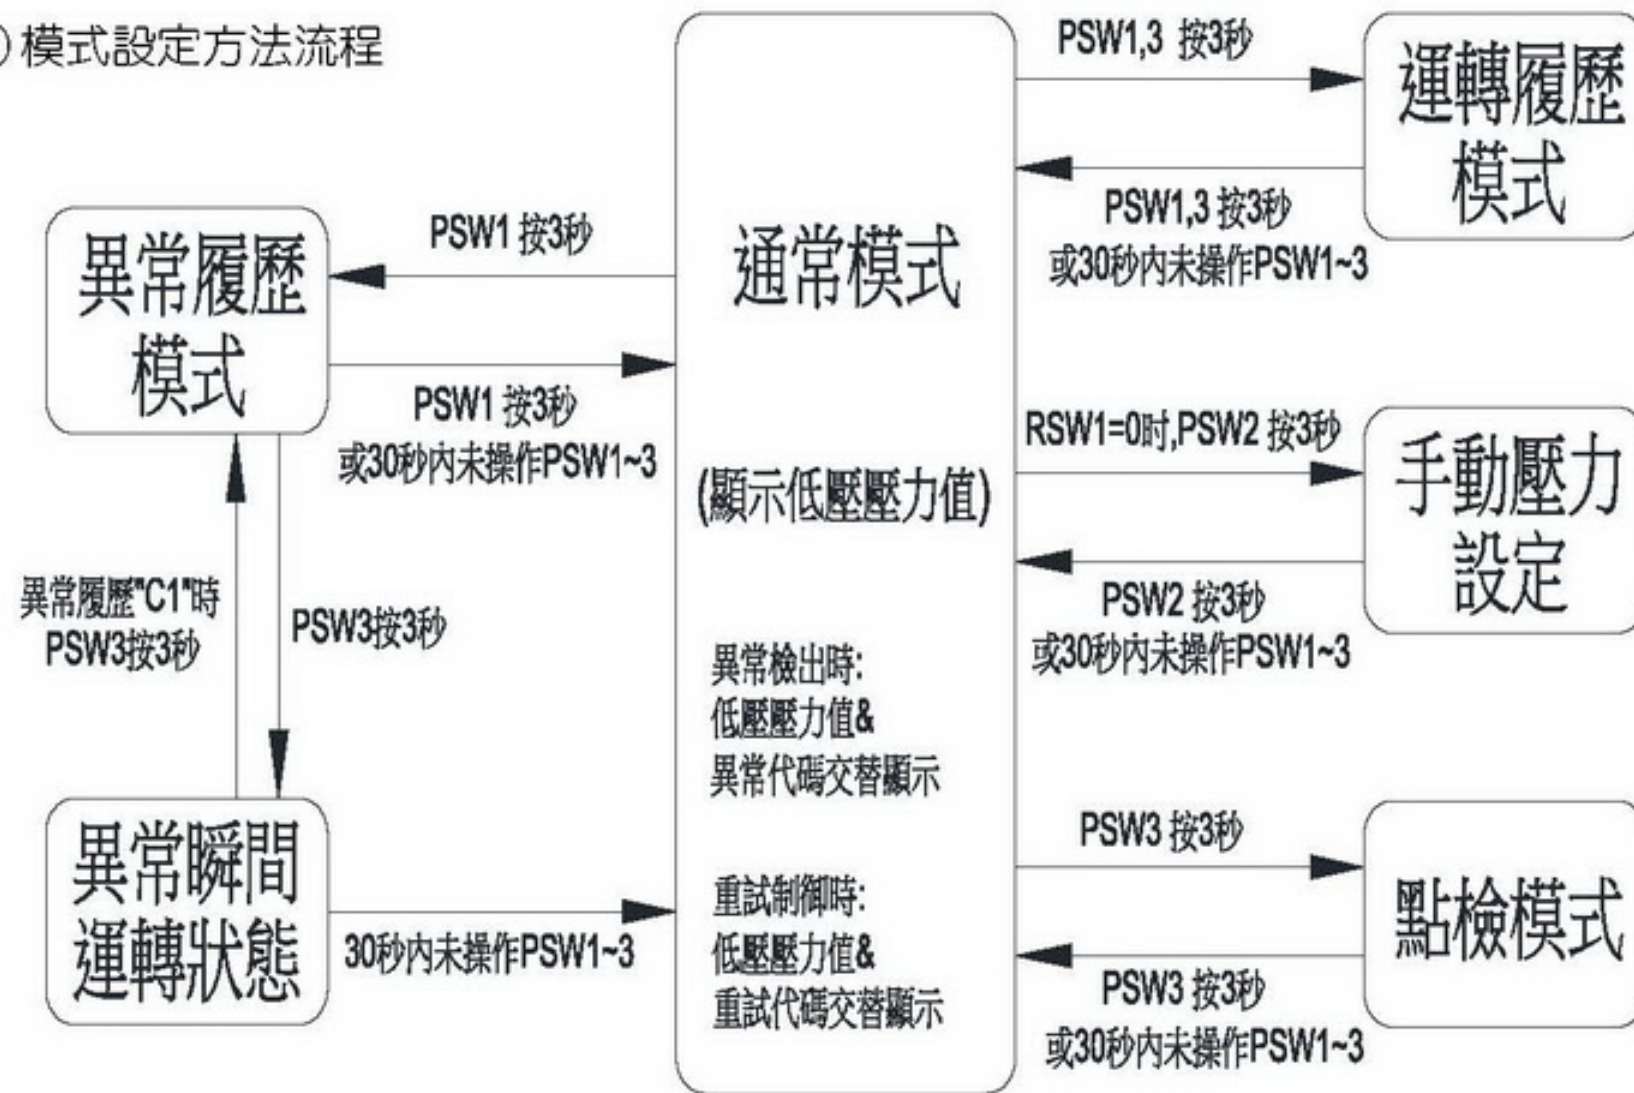 ) 模式設定方法流程
PSW1,3 按3秒
運轉履歷
模式
PSW1,3 按3秒
或30秒內未操作PSW1~3
異常履歷
模式
PSW1 按3秒
PSW1 按3秒
或30秒內未操作PSW1~3
通常模式
(顯示低壓壓力值)
異常檢出時:
低壓壓力值&
異常代碼交替顯示
重試制御時:
低壓壓力值&
重試代碼交替顯示
RSW1=0时,PSW2 按3秒
手動壓力
設定
PSW2 按3秒
或30秒內未操作PSW1~3
異常履歷"C1"時
PSW3按3秒
PSW3按3秒
異常瞬間
運轉狀態
30秒內未操作PSW1~3
PSW3 按3秒
點檢模式
PSW3 按3秒
或30秒內未操作PSW1~3